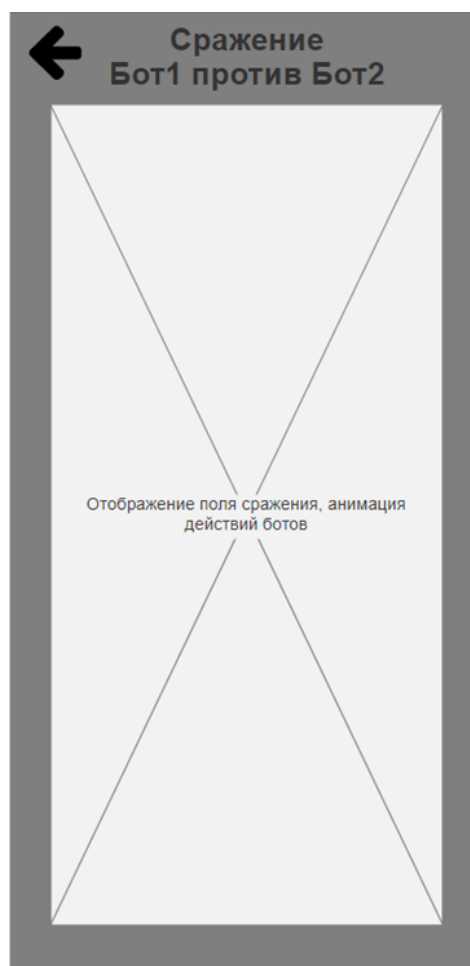 Сражение
Бот1 против Бот2
Отображение поля сражения, анимация
действий ботов